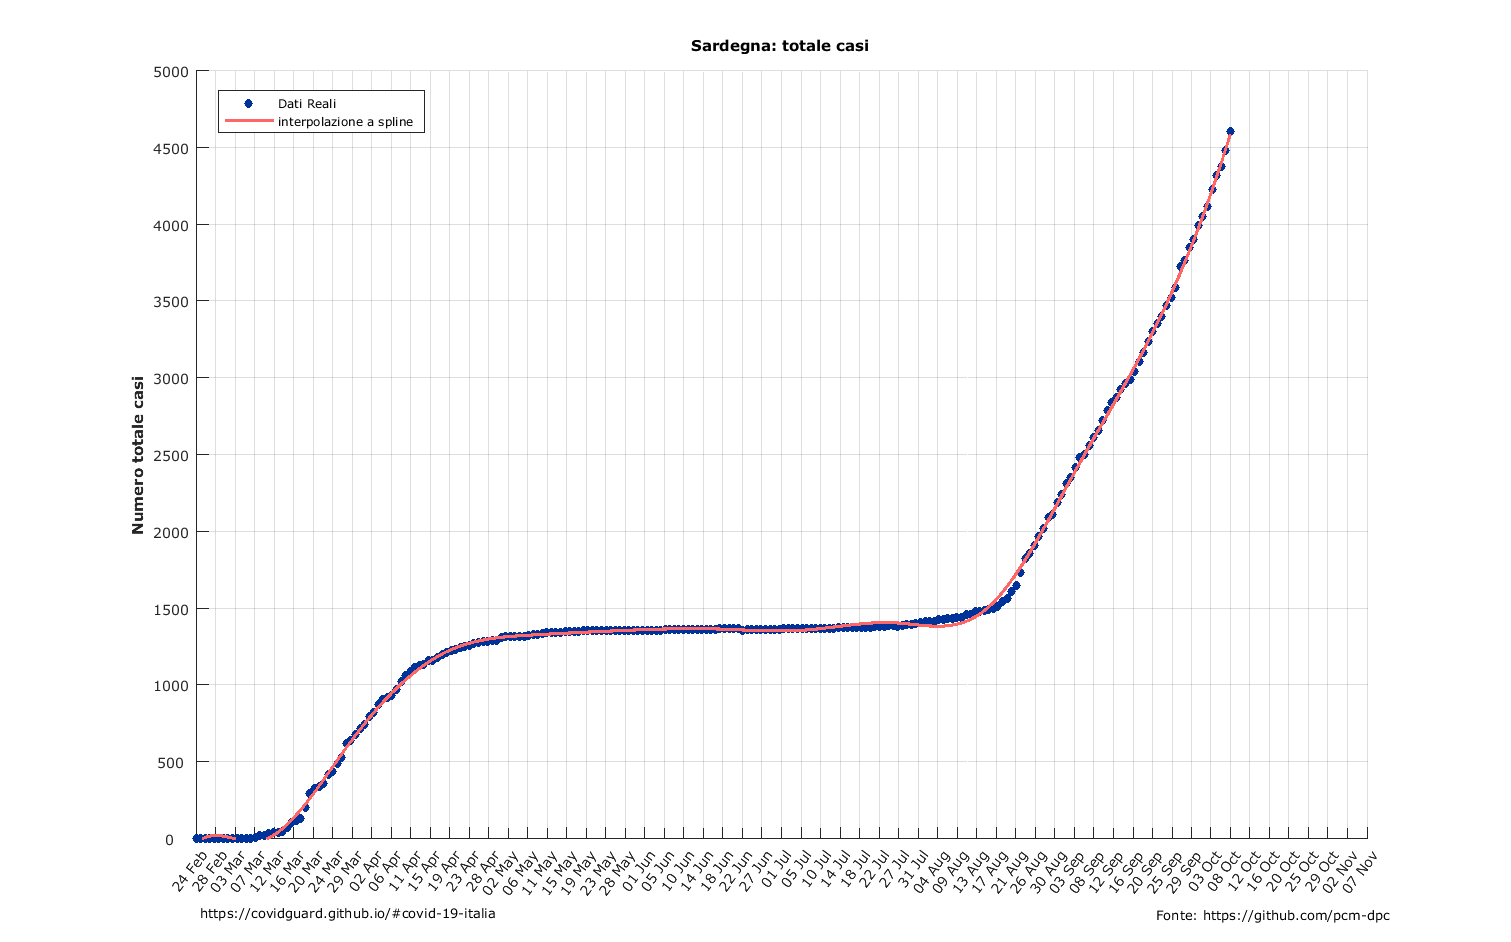 Sardegna: totale casi
5000
4500
4000
3500
3000
2500
2000
1500
1000
500
0
Dati Reali
interpolazione a spline
Numero totale casi
24 Feb
28 Feb
03 Mar
07 Mar
12 Mar
16 Mar
20 Mar
24 Mar
29 Mar
02 Apr
06 Apr
11 Apr
15 Apr
19 Apr
23 Apr
28 Apr
02 May
06 May
11 May
15 May
19 May
23 May
28 May
01 Jun
05 Jun
10 Jun
14 Jun
18 Jun
22 Jun
27 Jun
01 Jul
05 Jul
10 Jul
14 Jul
18 Jul
22 Jul
27 Jul
31 Jul
04 Aug
09 Aug
13 Aug
17 Aug
21 Aug
26 Aug
30 Aug
03 Sep
08 Sep
12 Sep
16 Sep
20 Sep
25 Sep
29 Sep
03 Oct
08 Oct
12 Oct
16 Oct
20 Oct
25 Oct
29 Oct
02 Nov
07 Nov
https://covidguard.github.io/#covid-19-italia
Fonte: https://github.com/pcm-dpc